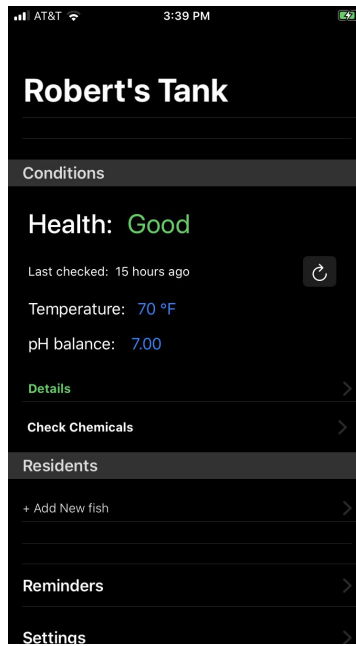 AT&T 3:39 PM
Robert's Tank
Conditions
Health: Good
Last checked: 15 hours ago
Temperature: 70 °F
pH balance: 7.00
Details
Check Chemicals
Residents
+ Add New fish
Reminders
Settings